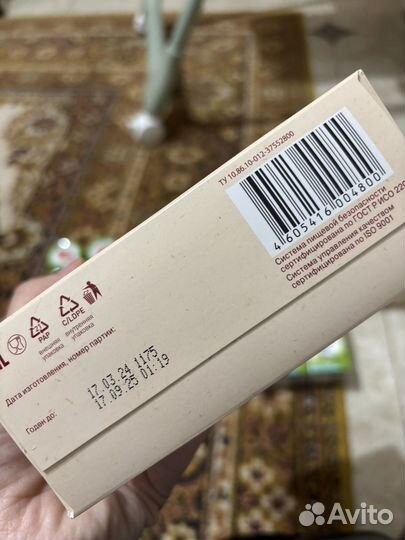 ТУ 10.86.10-012-37552800
4 605416 004800
Система пищевой безопасности
сертифицирована по ГОСТ Р ИСО 220
Система управления качеством
сертифицирована по ISO 9001
21
PAP
C/LDPE
внешняя упаковка
внутренняя упаковка
Дата изготовления, номер партии:
17.03.24 1175
Годен до:
17.09.25 01:19
Avito